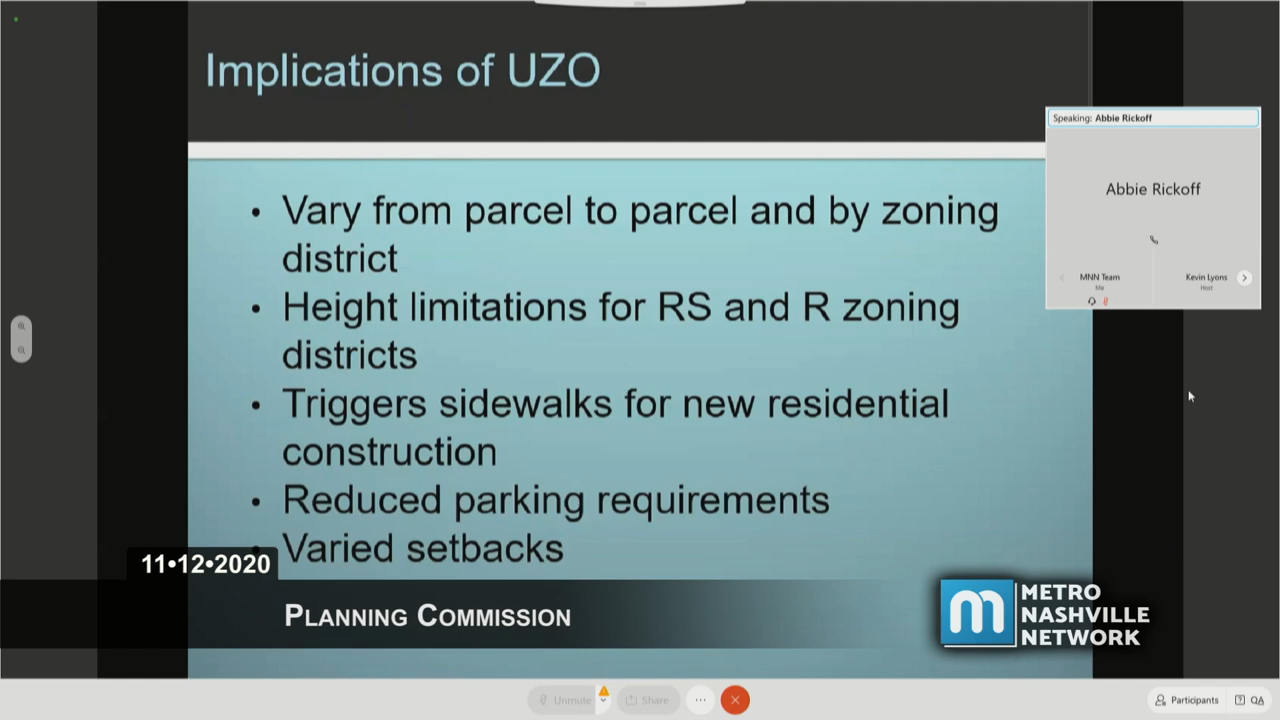 Implications of UZO
Speaking: Abbie Rickoff
Abbie Rickoff
MNN Team
Me
Kevin Lyons
Host
• Vary from parcel to parcel and by zoning
district
• Height limitations for RS and R zoning
districts
• Triggers sidewalks for new residential
construction
• Reduced parking requirements
• Varied setbacks
11•12•2020
PLANNING COMMISSION
m
METRO
NASHVILLE
NETWORK
Unmute
Share
Participants
QA